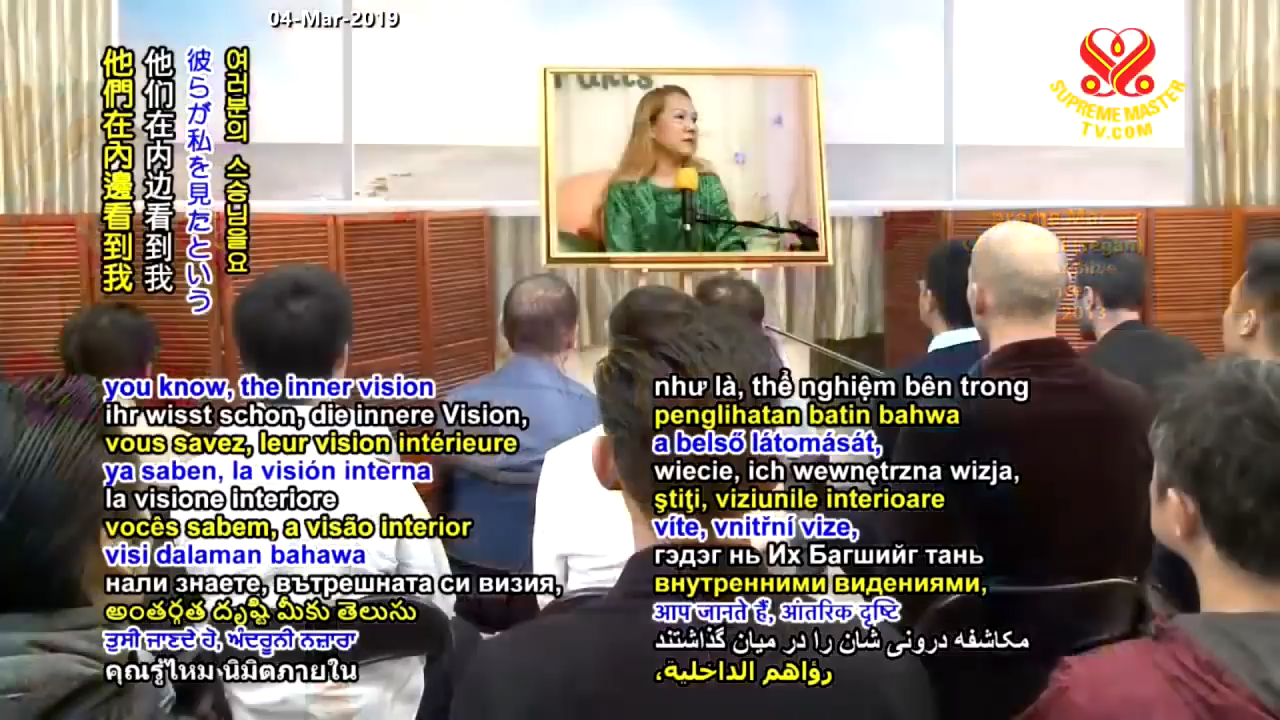 04-Mar-2019
SUPREME MASTER
TV.COM
여러분의 스승님을요
彼らが私を見たという
他们在内边看到我
他們在內邊看到我
you know, the inner vision
ihr wisst schon, die innere Vision,
vous savez, leur vision intérieure
ya saben, la visión interna
la visione interiore
vocês sabem, a visão interior
visi dalaman bahawa
нали знаете, вътрешната си визия,
అంతర్గత దృష్టి మీకు తెలుసు
ਤੁਸੀ ਜਾਣਦੇ ਹੋ, ਅੰਦਰੂਨੀ ਨਜ਼ਾਰਾ
คุณรู้ไหม นิมิตภายใน
như là, thể nghiệm bên trong
penglihatan batin bahwa
a belső látomását,
wiecie, ich wewnętrzna wizja,
ştiţi, viziunile interioare
víte, vnitřní vize,
гэдэг нь Их Багшийг тань
внутренними видениями,
आप जानते हैं, आंतरिक दृष्टि
مکاشفه درونی شان را در میان گذاشتند
رؤاهم الداخلية،